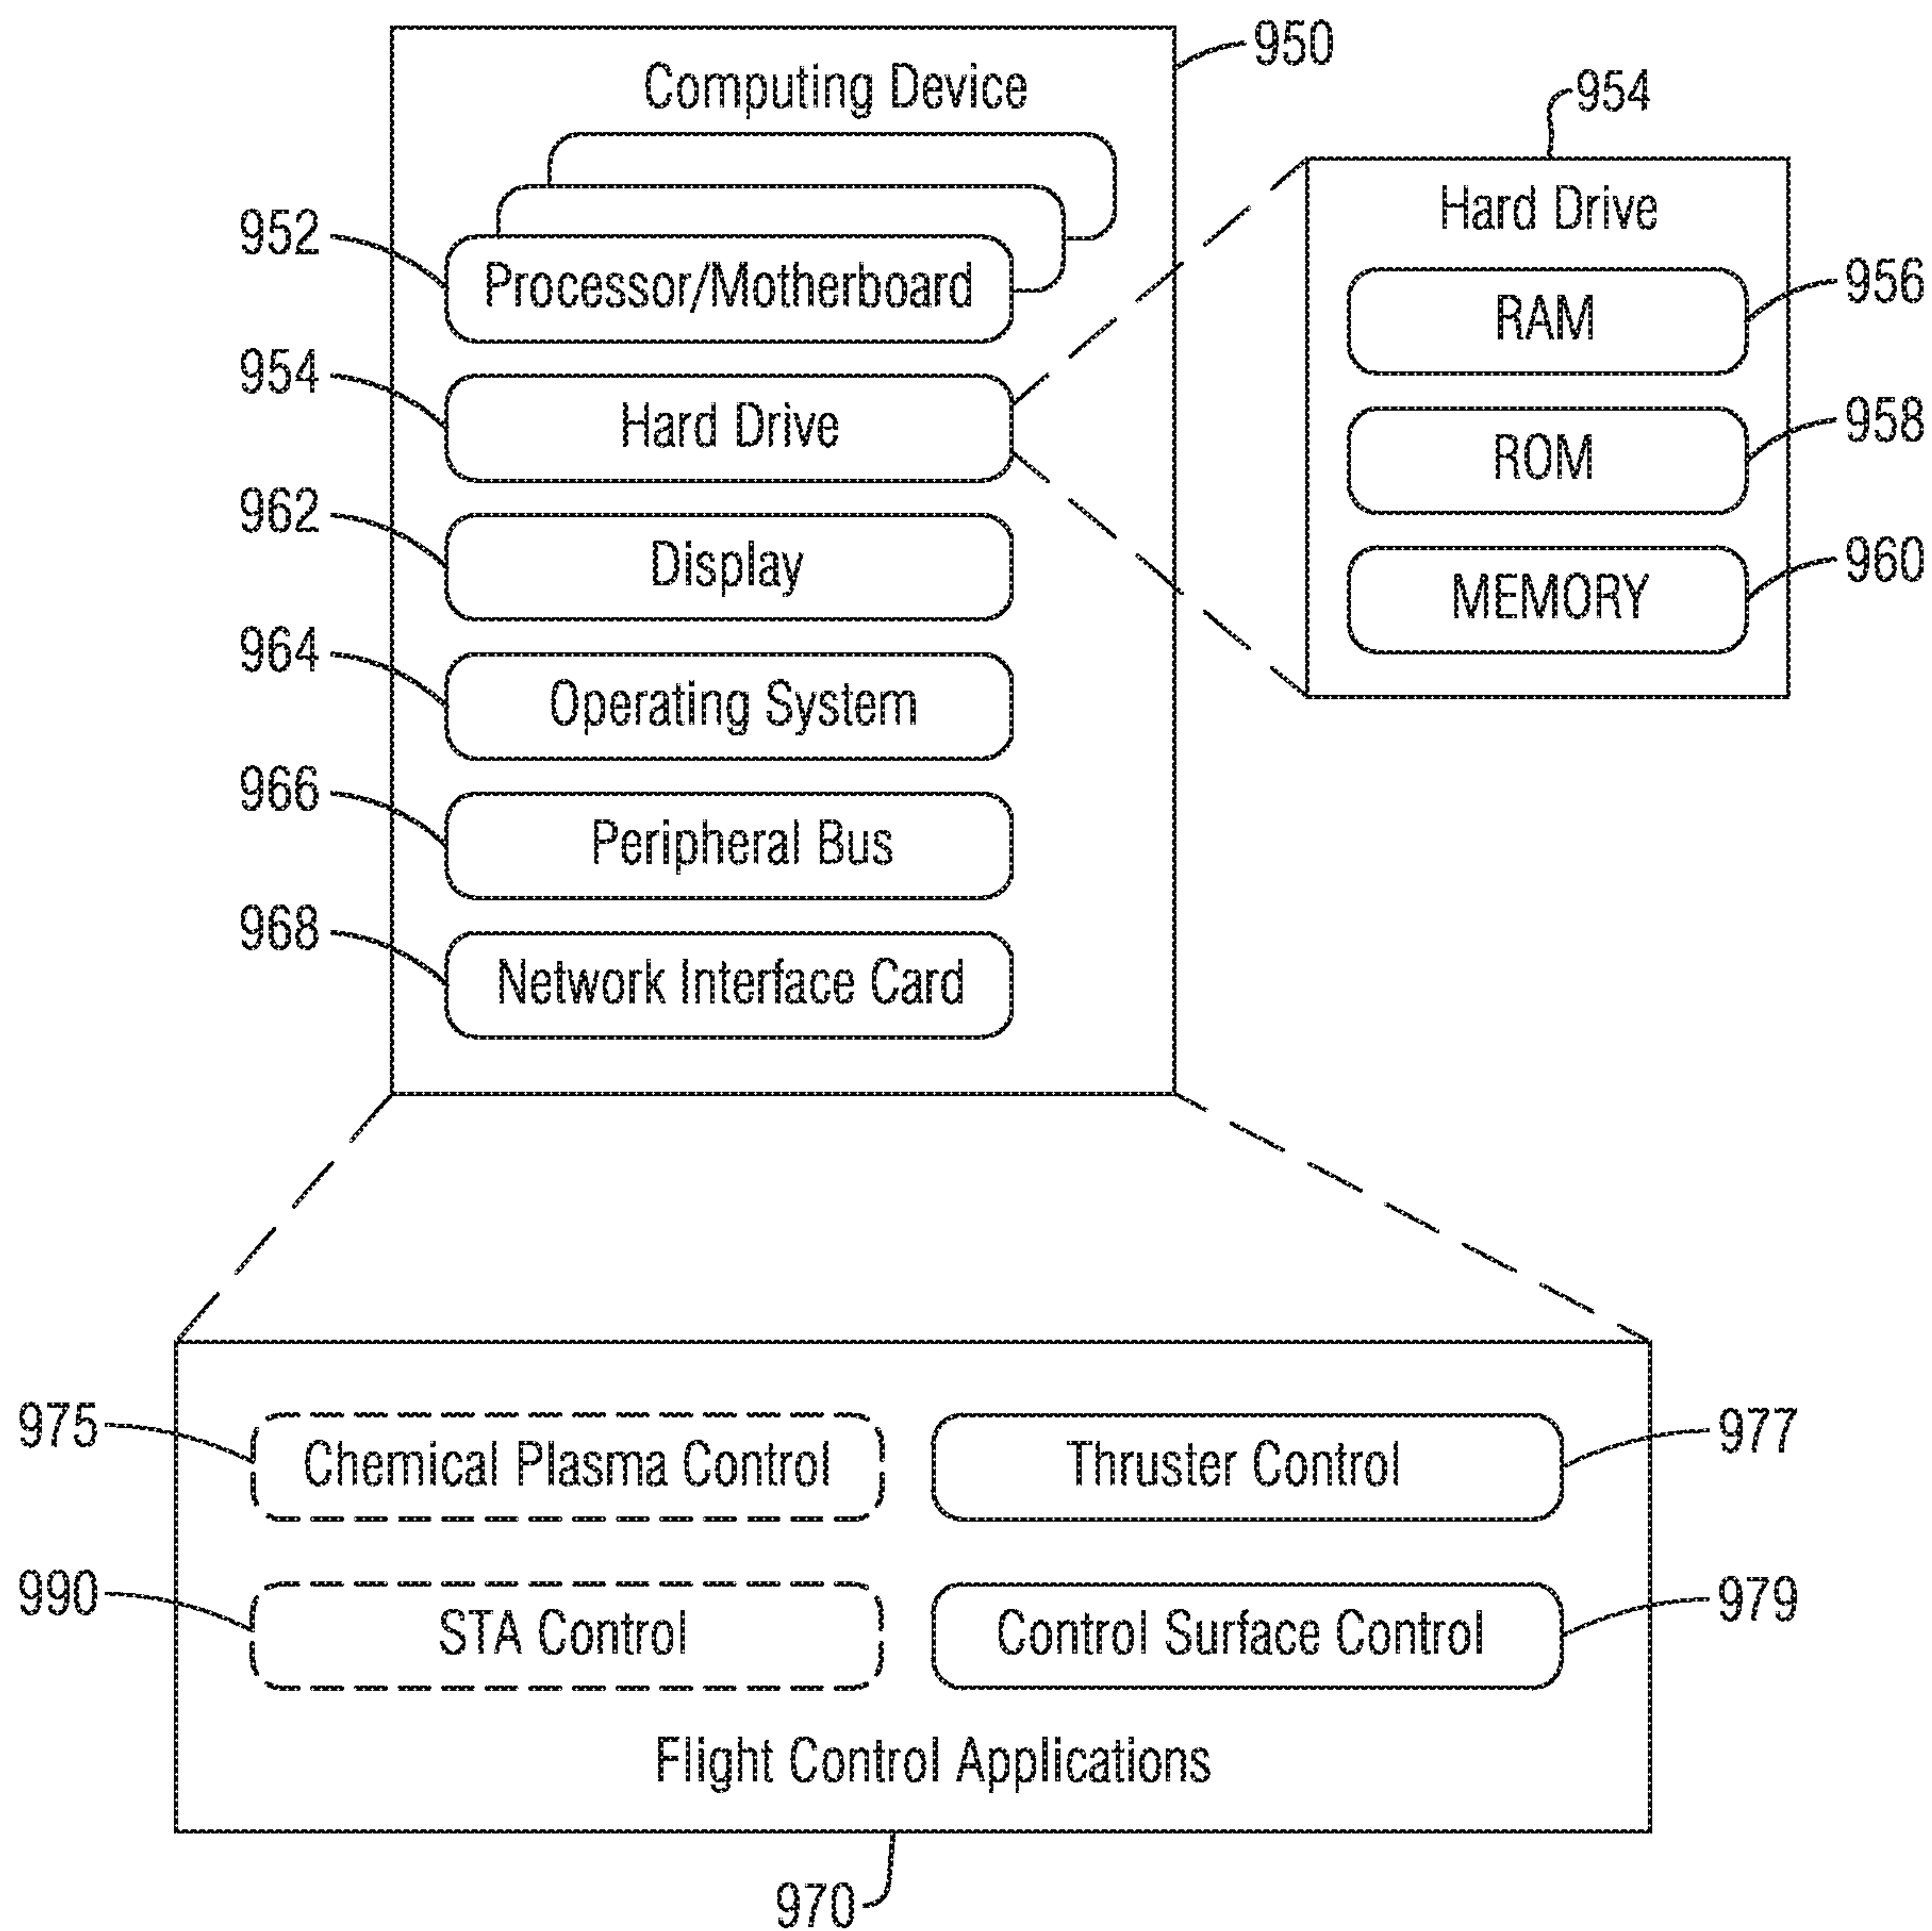 950
Computing Device
954
Hard Drive
952
Processor/Motherboard
956
RAM
954
Hard Drive
958
ROM
962
Display
960
MEMORY
964
Operating System
966
Peripheral Bus
968
Network Interface Card
975
Chemical Plasma Control
Thruster Control
977
990
STA Control
Control Surface Control
979
Flight Control Applications
970